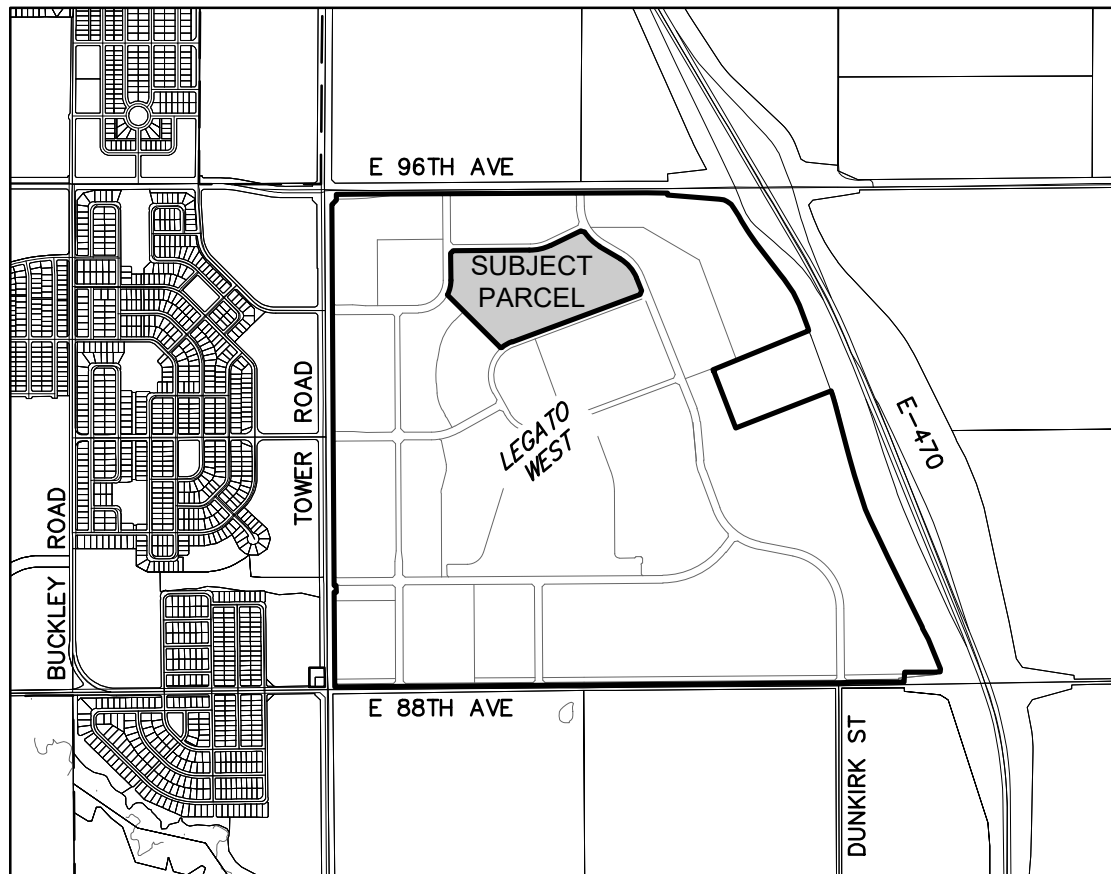 E 96TH AVE
SUBJECT
PARCEL
TOWER ROAD
LEGATO
WEST
E-470
BUCKLEY ROAD
E 88TH AVE
DUNKIRK ST